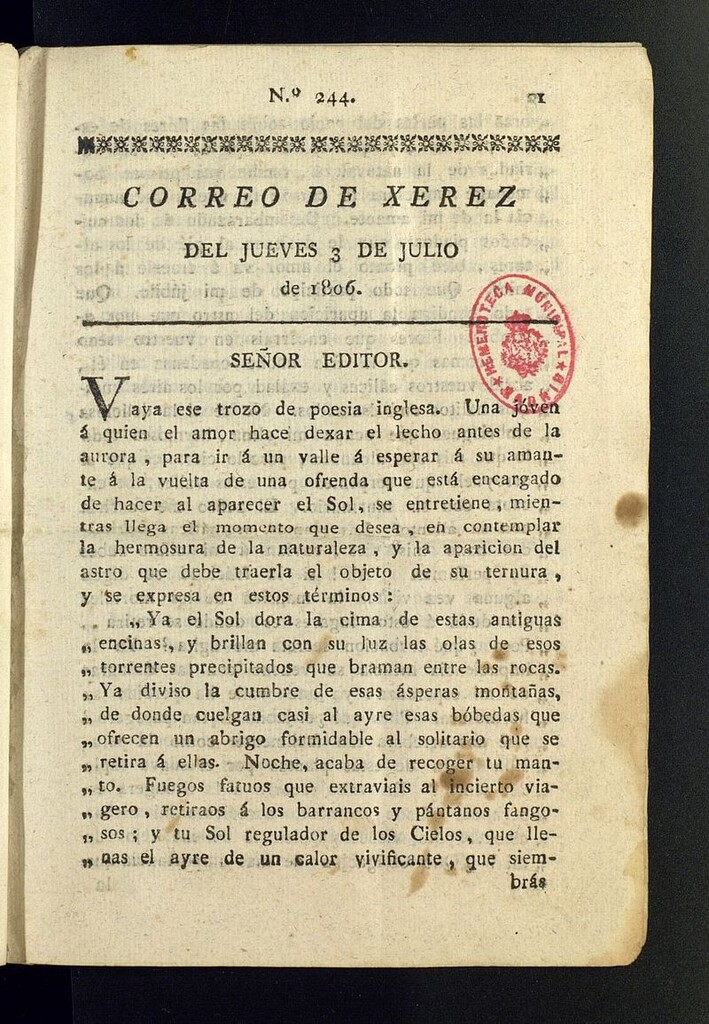 N.º 244. 21
CORREO DE XEREZ
DEL JUEVES 3 DE JULIO
de 1806.
HEMEROTECA MUNICIPAL
SEÑOR EDITOR.
Vaya ese trozo de poesia inglesa. Una jóven
á quien el amor hace dexar el lecho antes de la
aurora, para ir á un valle á esperar á su aman-
te á la vuelta de una ofrenda que está encargado
de hacer al aparecer el Sol, se entretiene, mien-
tras llega el momento que desea, en contemplar
la hermosura de la naturaleza, y la aparicion del
astro que debe traerla el objeto de su ternura,
y se expresa en estos términos:
„Ya el Sol dora la cima de estas antiguas
„encinas, y brillan con su luz las olas de esos
„torrentes precipitados que braman entre las rocas.
„Ya diviso la cumbre de esas ásperas montañas,
„de donde cuelgan casi al ayre esas bóbedas que
„ofrecen un abrigo formidable al solitario que se
„retira á ellas. Noche, acaba de recoger tu man-
„to. Fuegos fatuos que extraviais al incierto via-
„gero, retiraos á los barrancos y pántanos fango-
„sos; y tu Sol regulador de los Cielos, que lle-
„nas el ayre de un calor vivificante, que siem-
brás